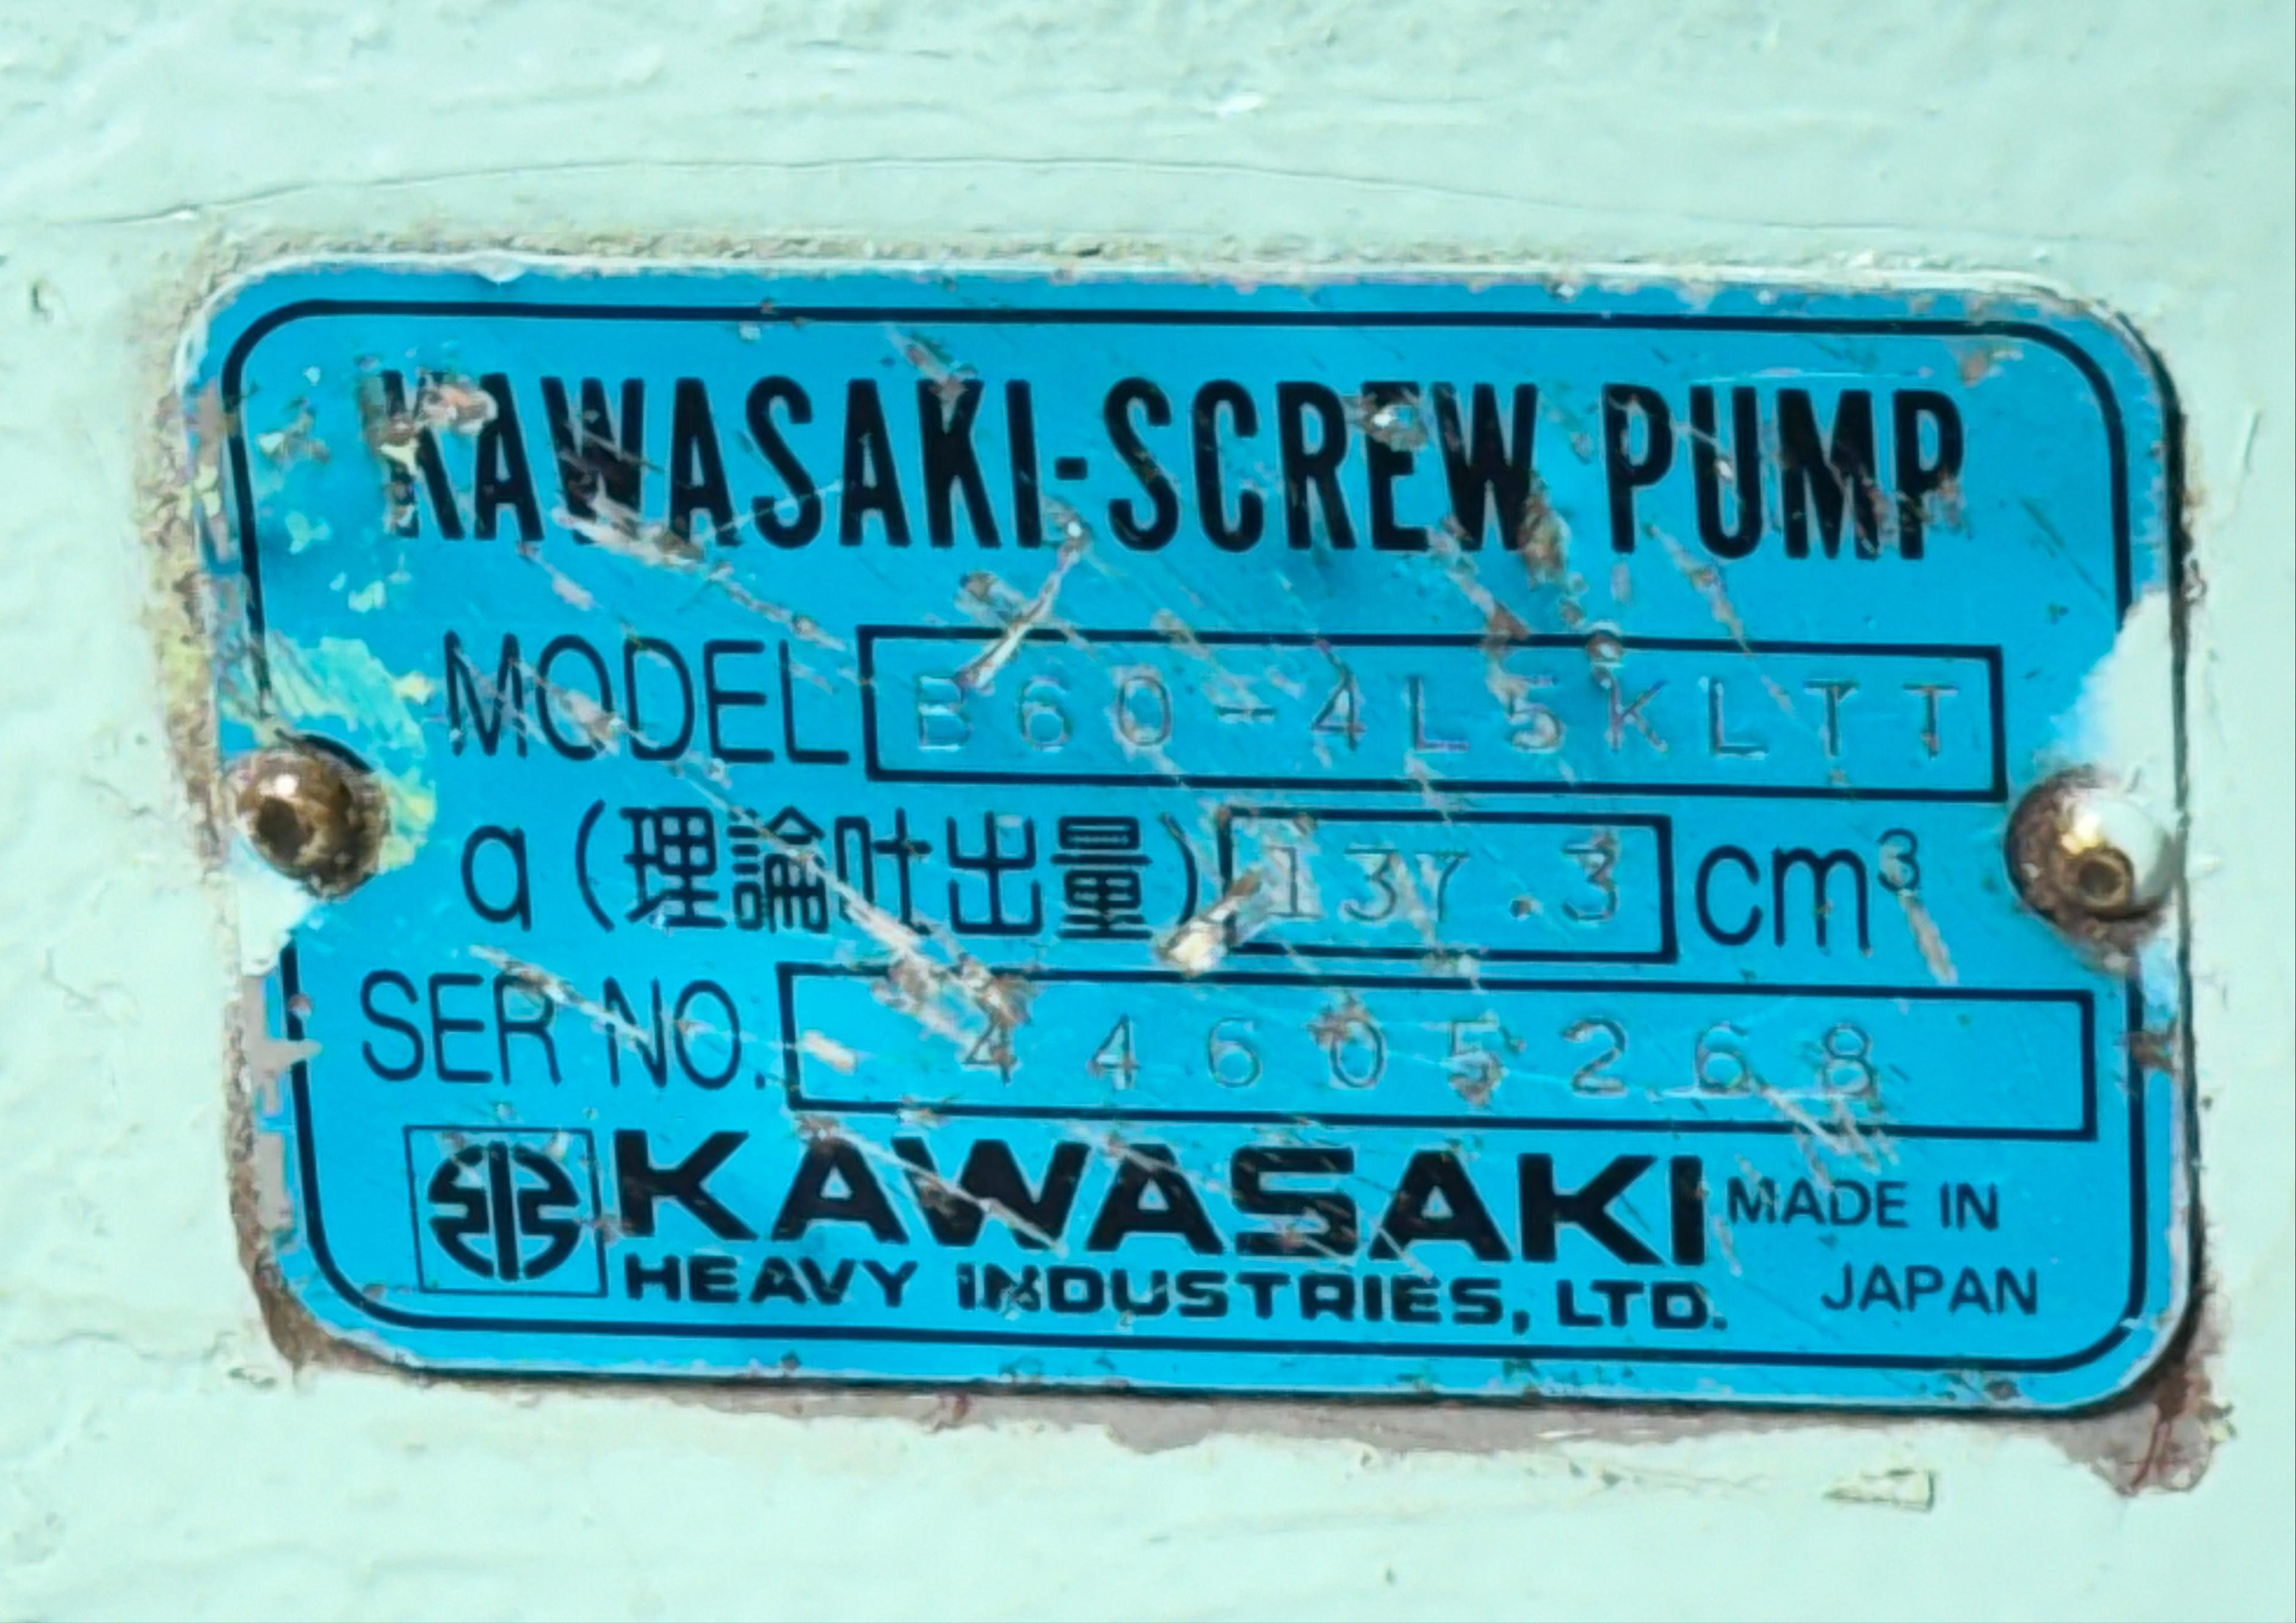 KAWASAKI-SCREW PUMP
MODEL B60-4L5KLTT
q (理論吐出量) 137.3 cm³
SER NO. 44605268
KAWASAKI MADE IN
HEAVY INDUSTRIES, LTD. JAPAN